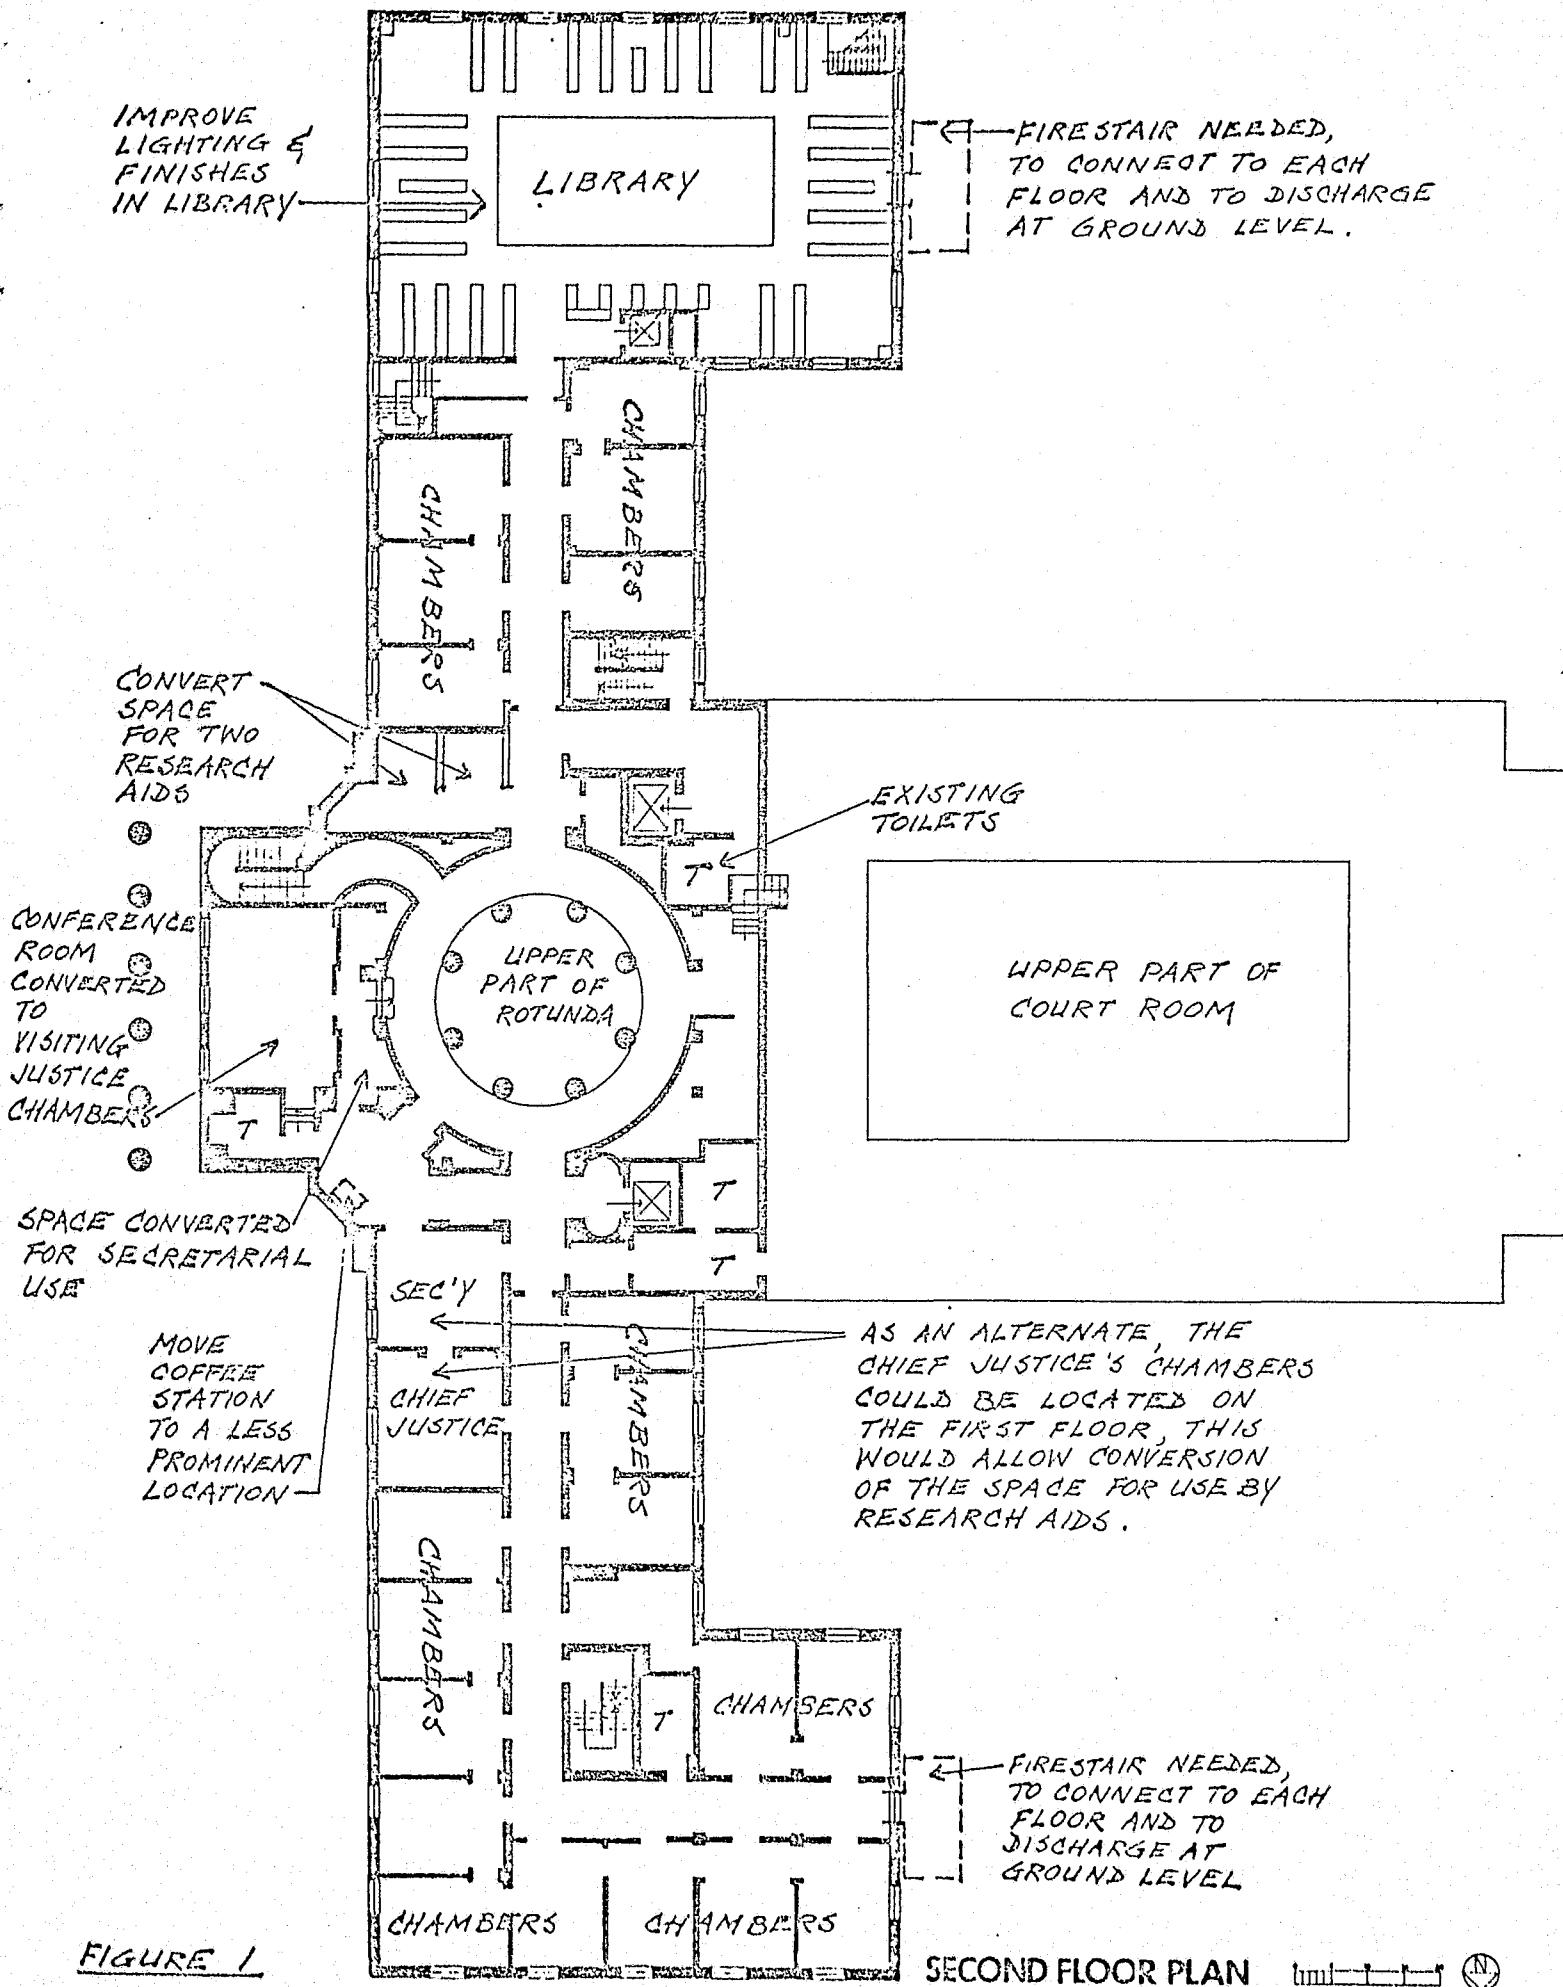 IMPROVE
LIGHTING &
FINISHES
IN LIBRARY
LIBRARY
FIRESTAIR NEEDED,
TO CONNECT TO EACH
FLOOR AND TO DISCHARGE
AT GROUND LEVEL.
CHAMBERS
CHAMBERS
CONVERT
SPACE
FOR TWO
RESEARCH
AIDS
EXISTING
TOILETS
T
CONFERENCE
ROOM
CONVERTED
TO
VISITING
JUSTICE
CHAMBERS
UPPER
PART OF
ROTUNDA
UPPER PART OF
COURT ROOM
T
T
T
SPACE CONVERTED
FOR SECRETARIAL
USE
SEC'Y
CHIEF
JUSTICE
CHAMBERS
MOVE
COFFEE
STATION
TO A LESS
PROMINENT
LOCATION
AS AN ALTERNATE, THE
CHIEF JUSTICE'S CHAMBERS
COULD BE LOCATED ON
THE FIRST FLOOR, THIS
WOULD ALLOW CONVERSION
OF THE SPACE FOR USE BY
RESEARCH AIDS.
CHAMBERS
T
CHAMBERS
FIRESTAIR NEEDED,
TO CONNECT TO EACH
FLOOR AND TO
DISCHARGE AT
GROUND LEVEL
CHAMBERS
CHAMBERS
FIGURE 1
SECOND FLOOR PLAN
N